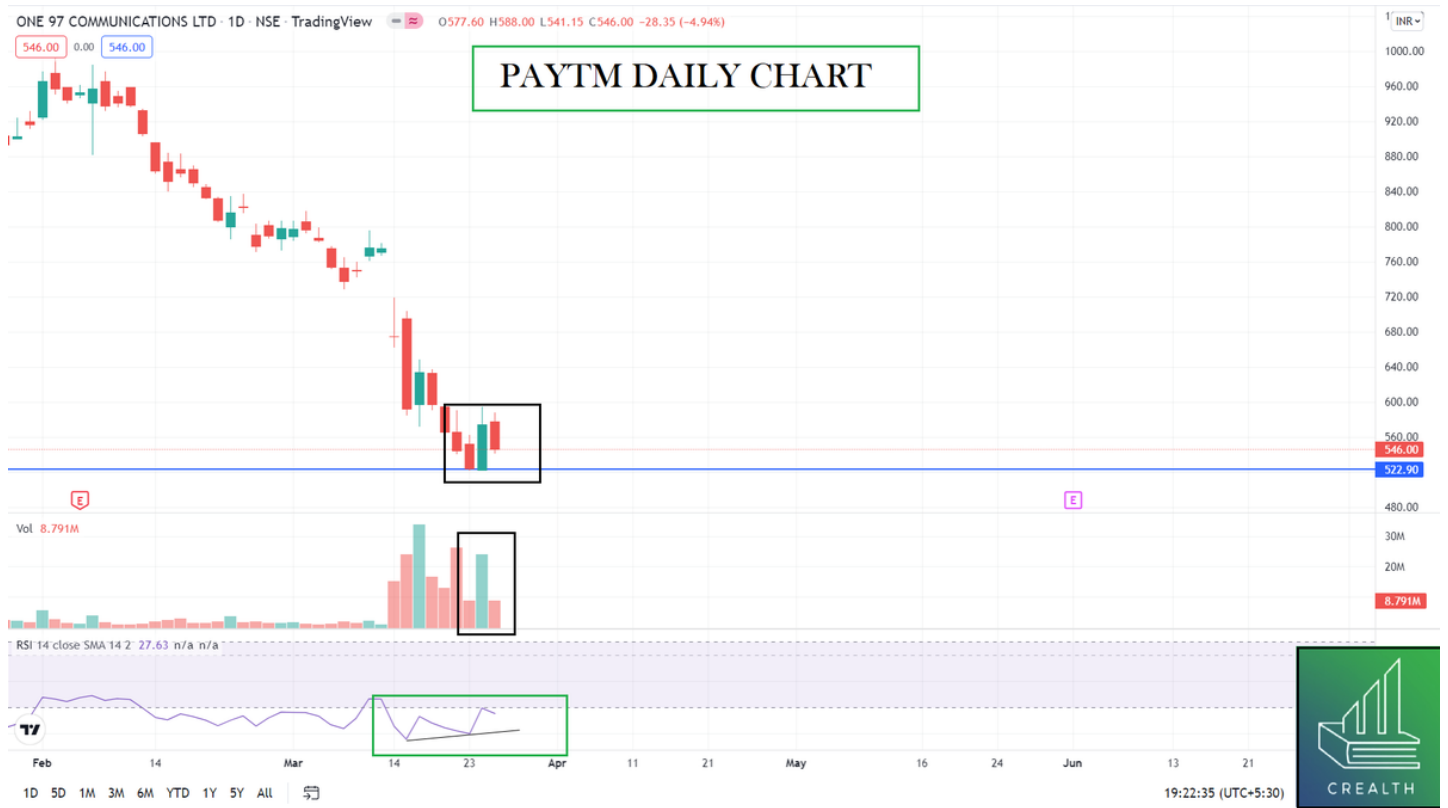 ONE 97 COMMUNICATIONS LTD · 1D · NSE · TradingView O577.60 H588.00 L541.15 C546.00 −28.35 (−4.94%)
INR
546.00 0.00 546.00
PAYTM DAILY CHART
1000.00
960.00
920.00
880.00
840.00
800.00
760.00
720.00
680.00
640.00
600.00
560.00
546.00
522.90
480.00
E E
Vol 8.791M
30M
20M
8.791M
RSI 14 close SMA 14 2 27.63 n/a n/a
Feb 14 Mar 14 23 Apr 11 21 May 16 24 Jun 13 21
1D 5D 1M 3M 6M YTD 1Y 5Y All 19:22:35 (UTC+5:30)
CREALTH